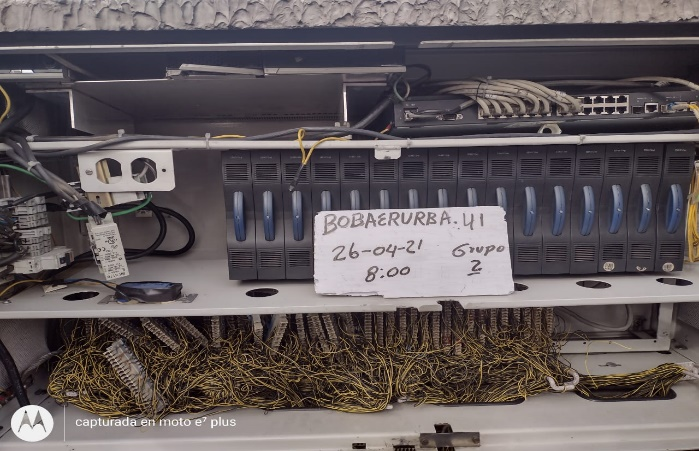 BOBAERURBA.41
26-04-21 Grupo
8:00 2
capturada en moto e⁷ plus